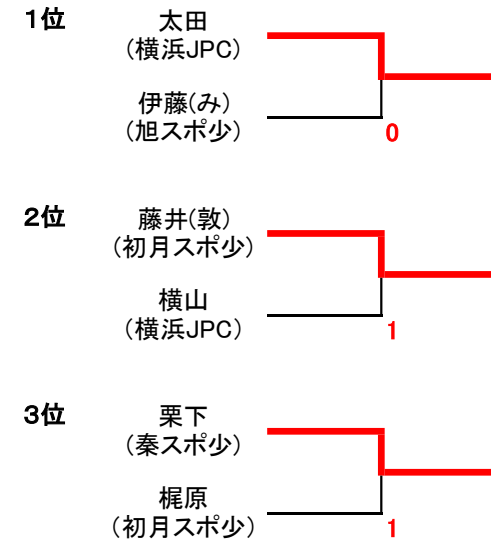 1位
太田
（横浜JPC）
伊藤(み)
（旭スポ少）
0
2位
藤井(敦)
（初月スポ少）
横山
（横浜JPC）
1
3位
栗下
（秦スポ少）
梶原
（初月スポ少）
1